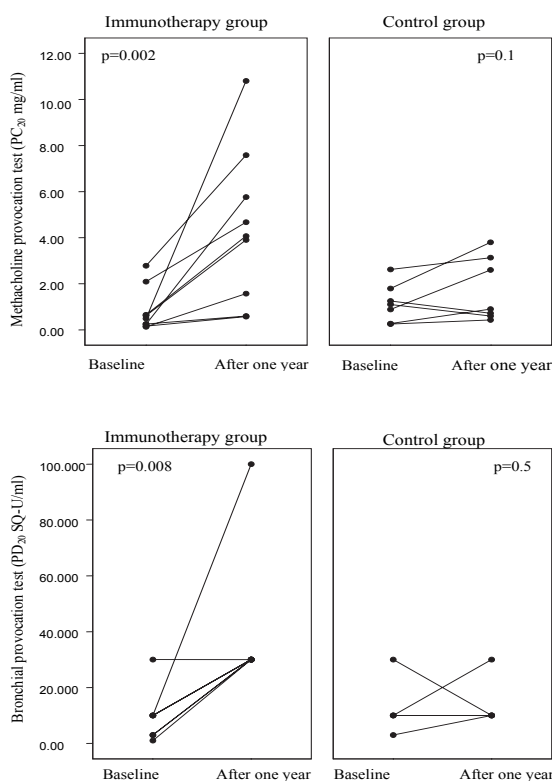 Immunotherapy group
Control group
Methacholine provocation test (PC20 mg/ml)
12.00
10.00
8.00
6.00
4.00
2.00
0.00
p=0.002
p=0.1
Baseline
After one year
Baseline
After one year
Immunotherapy group
Control group
Bronchial provocation test (PD20 SQ-U/ml)
100.000
80.000
60.000
40.000
20.000
0.00
p=0.008
p=0.5
Baseline
After one year
Baseline
After one year